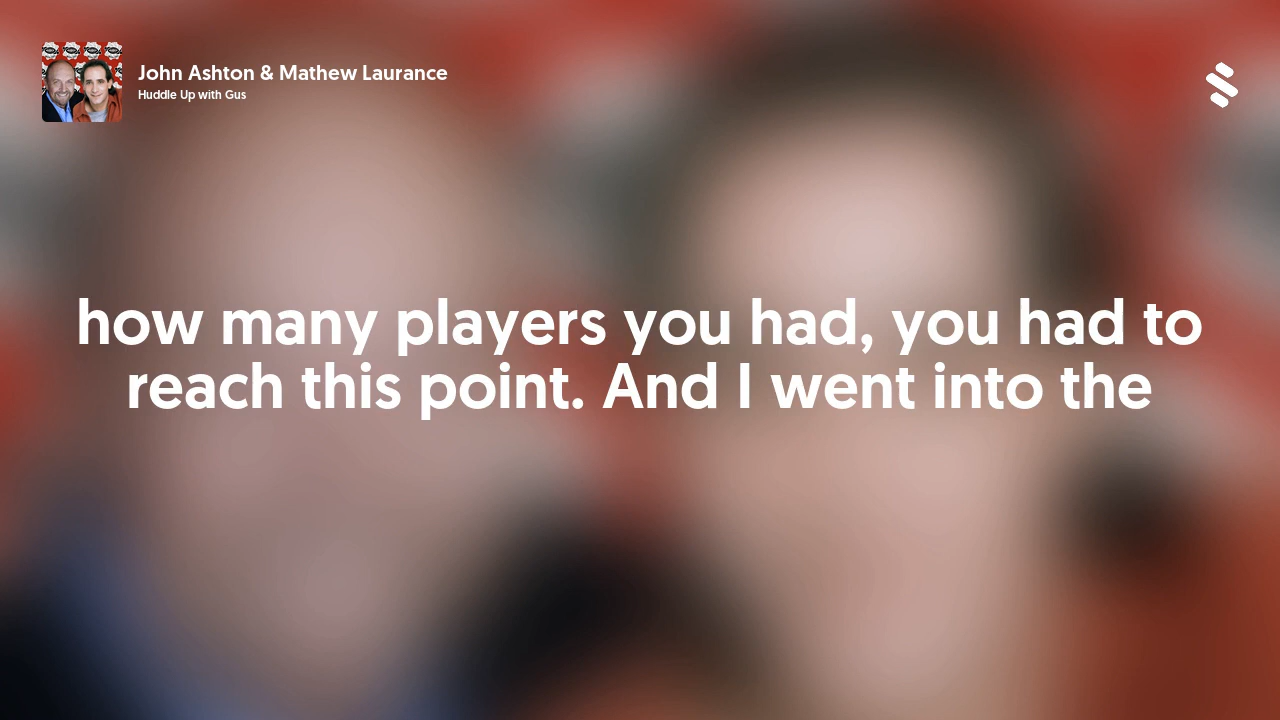 John Ashton & Mathew Laurance
Huddle Up with Gus
how many players you had, you had to
reach this point. And I went into the